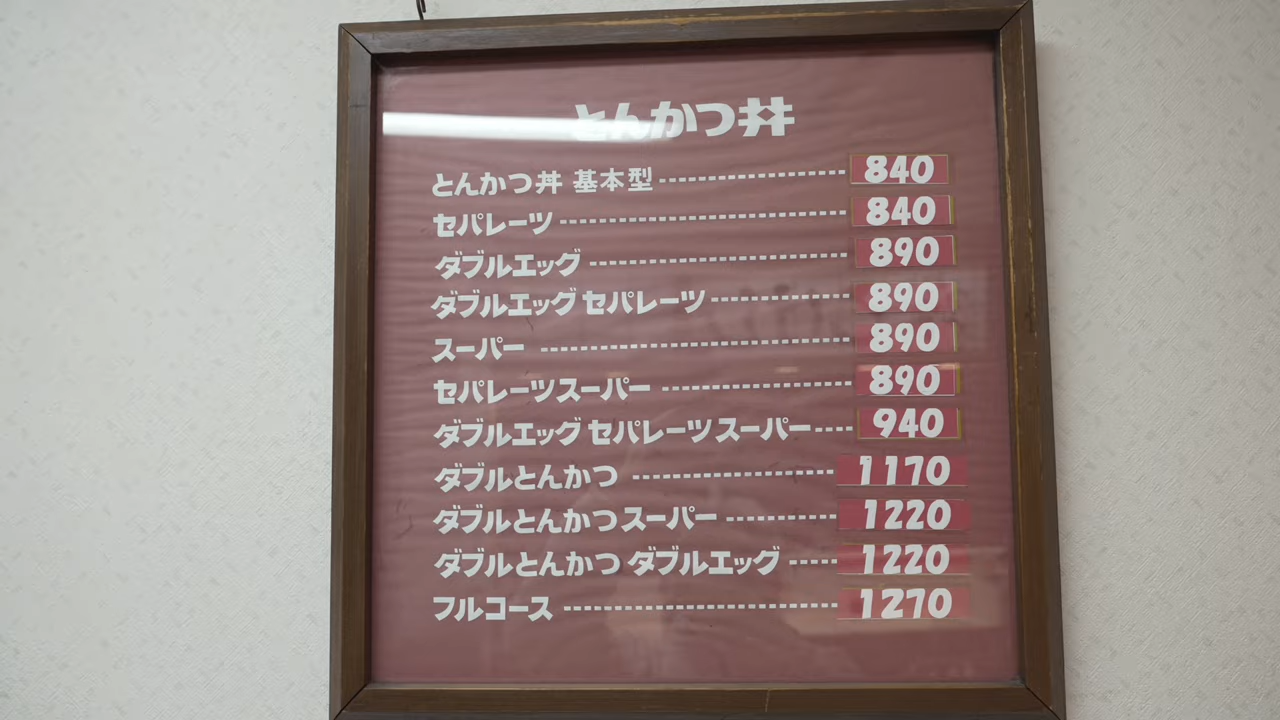 とんかつ丼
とんかつ丼 基本型 840
セパレーツ 840
ダブルエッグ 890
ダブルエッグ セパレーツ 890
スーパー 890
セパレーツスーパー 890
ダブルエッグ セパレーツ スーパー 940
ダブルとんかつ 1170
ダブルとんかつ スーパー 1220
ダブルとんかつ ダブルエッグ 1220
フルコース 1270